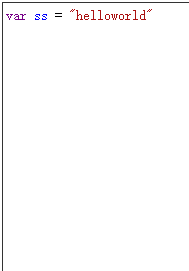 var ss = "helloworld"